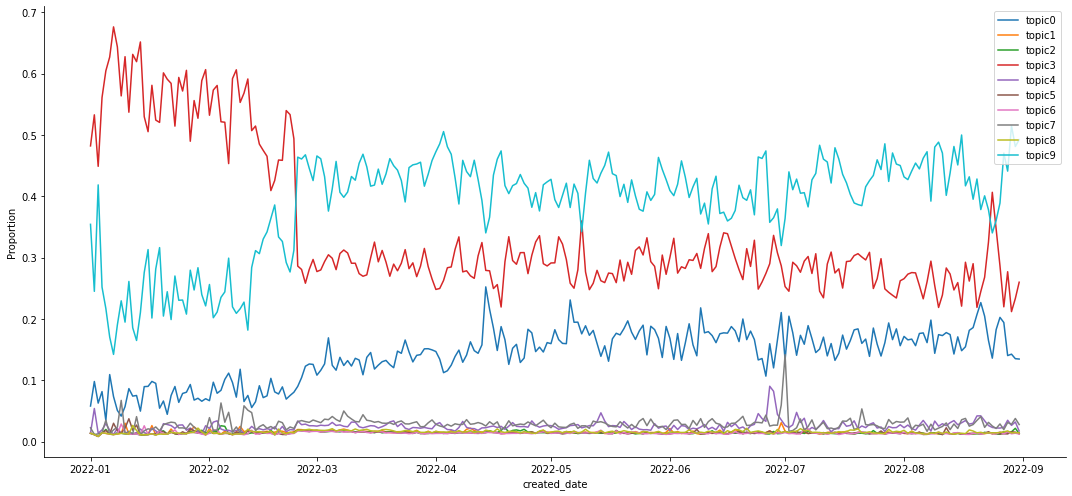 0.7
0.6
0.5
0.4
0.3
0.2
0.1
0.0
Proportion
2022-01
2022-02
2022-03
2022-04
2022-05
2022-06
2022-07
2022-08
2022-09
created_date
topic0
topic1
topic2
topic3
topic4
topic5
topic6
topic7
topic8
topic9